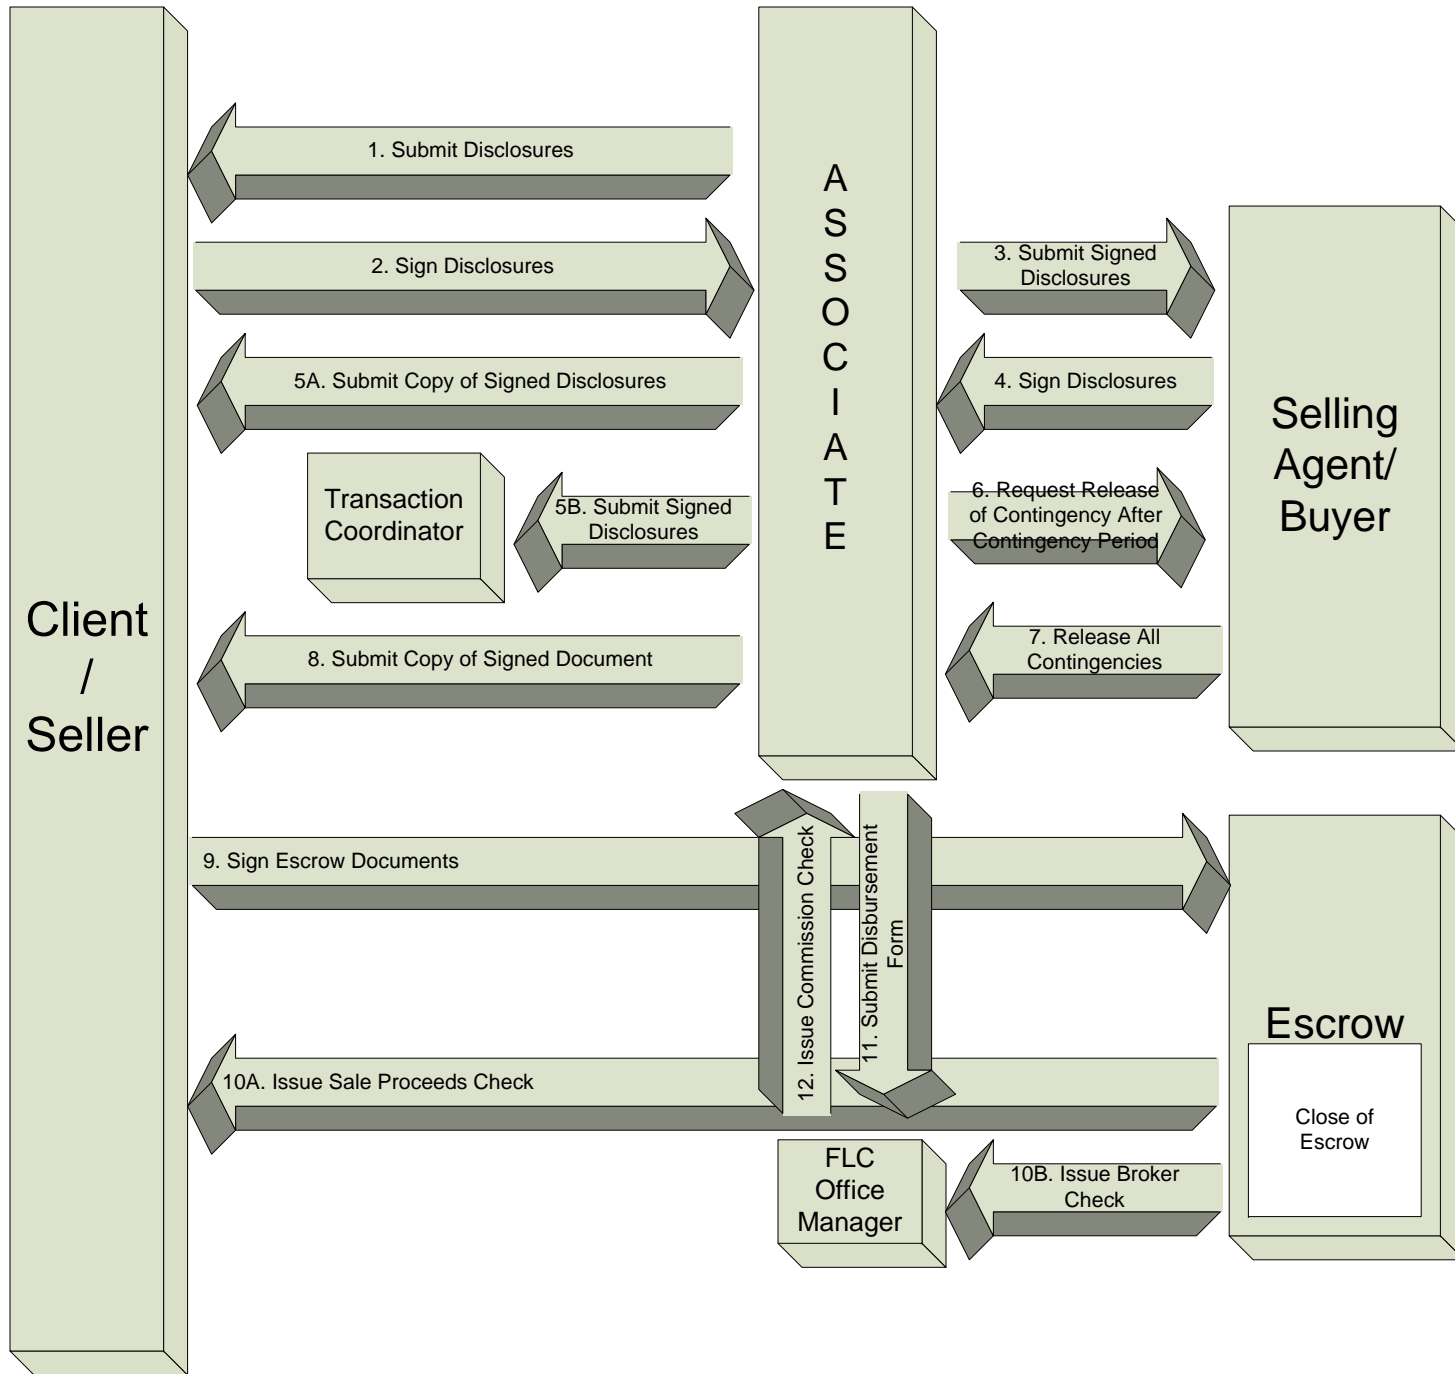 1. Submit Disclosures
2. Sign Disclosures
3. Submit Signed
Disclosures
5A. Submit Copy of Signed Disclosures
4. Sign Disclosures
Transaction
Coordinator
5B. Submit Signed
Disclosures
6. Request Release
of Contingency After
Contingency Period
8. Submit Copy of Signed Document
7. Release All
Contingencies
A
S
S
O
C
I
A
T
E
Selling
Agent/
Buyer
Client
/
Seller
9. Sign Escrow Documents
12. Issue Commission Check
11. Submit Disbursement
Form
10A. Issue Sale Proceeds Check
Escrow
Close of
Escrow
FLC
Office
Manager
10B. Issue Broker
Check